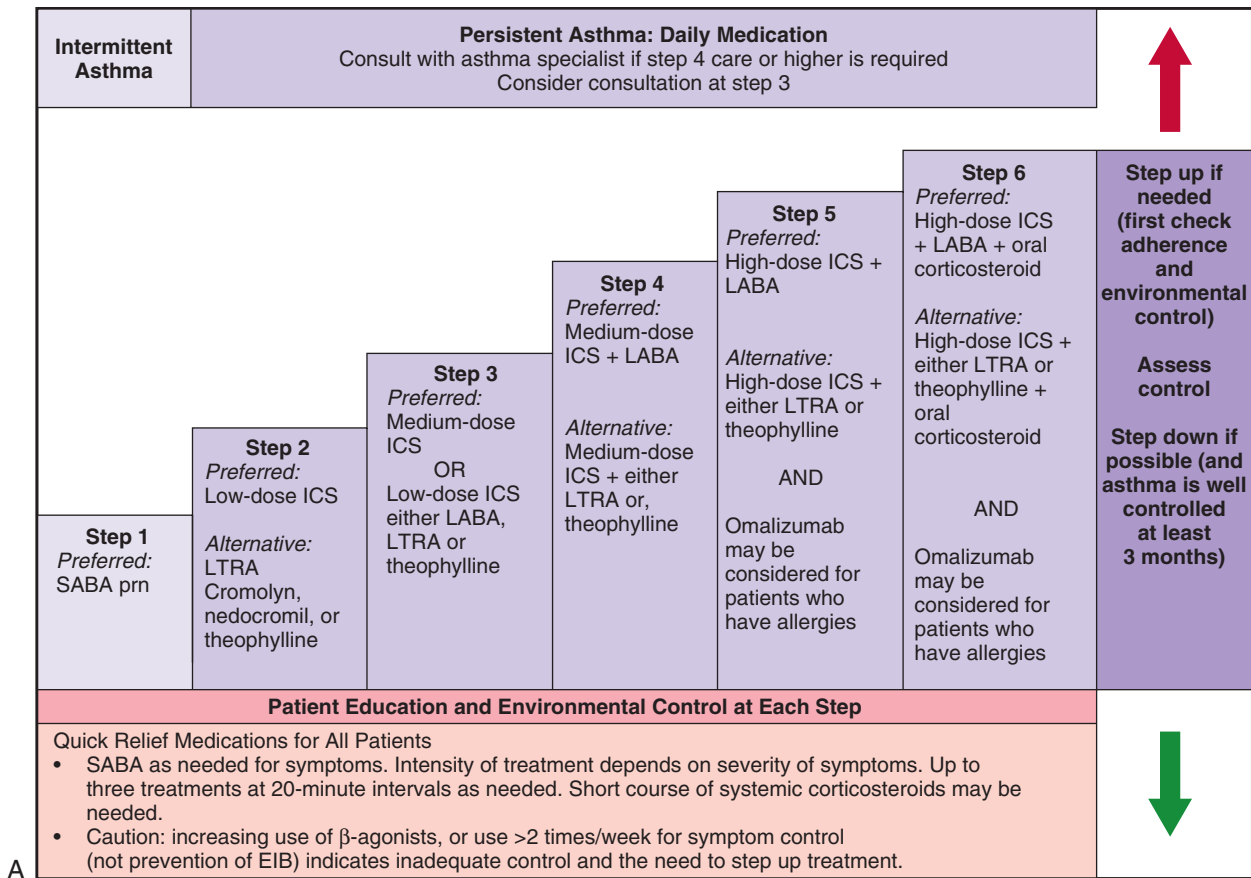 Intermittent
Asthma
Persistent Asthma: Daily Medication
Consult with asthma specialist if step 4 care or higher is required
Consider consultation at step 3
Step 1
Preferred:
SABA prn
Step 2
Preferred:
Low-dose ICS
Alternative:
LTRA
Cromolyn,
nedocromil, or
theophylline
Step 3
Preferred:
Medium-dose
ICS
OR
Low-dose ICS
either LABA,
LTRA or
theophylline
Step 4
Preferred:
Medium-dose
ICS + LABA
Alternative:
Medium-dose
ICS + either
LTRA or,
theophylline
Step 5
Preferred:
High-dose ICS +
LABA
Alternative:
High-dose ICS +
either LTRA or
theophylline
AND
Omalizumab
may be
considered for
patients who
have allergies
Step 6
Preferred:
High-dose ICS
+ LABA + oral
corticosteroid
Alternative:
High-dose ICS +
either LTRA or
theophylline +
oral
corticosteroid
AND
Omalizumab
may be
considered for
patients who
have allergies
Step up if
needed
(first check
adherence
and
environmental
control)
Assess
control
Step down if
possible (and
asthma is well
controlled
at least
3 months)
Patient Education and Environmental Control at Each Step
Quick Relief Medications for All Patients
• SABA as needed for symptoms. Intensity of treatment depends on severity of symptoms. Up to
three treatments at 20-minute intervals as needed. Short course of systemic corticosteroids may be
needed.
• Caution: increasing use of β-agonists, or use >2 times/week for symptom control
(not prevention of EIB) indicates inadequate control and the need to step up treatment.
A